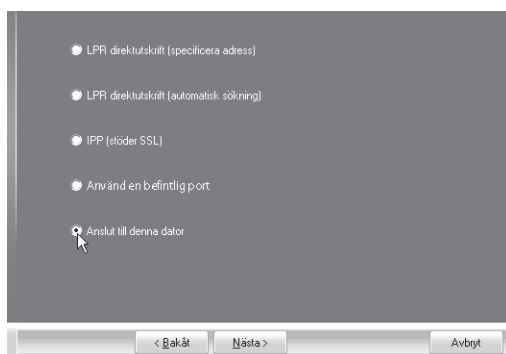 LPR direktutskrift (specificera adress)
LPR direktutskrift (automatisk sökning)
IPP (stöder SSL)
Använd en befintlig port
Anslut till denna dator
< Bakåt
Nästa >
Avbryt